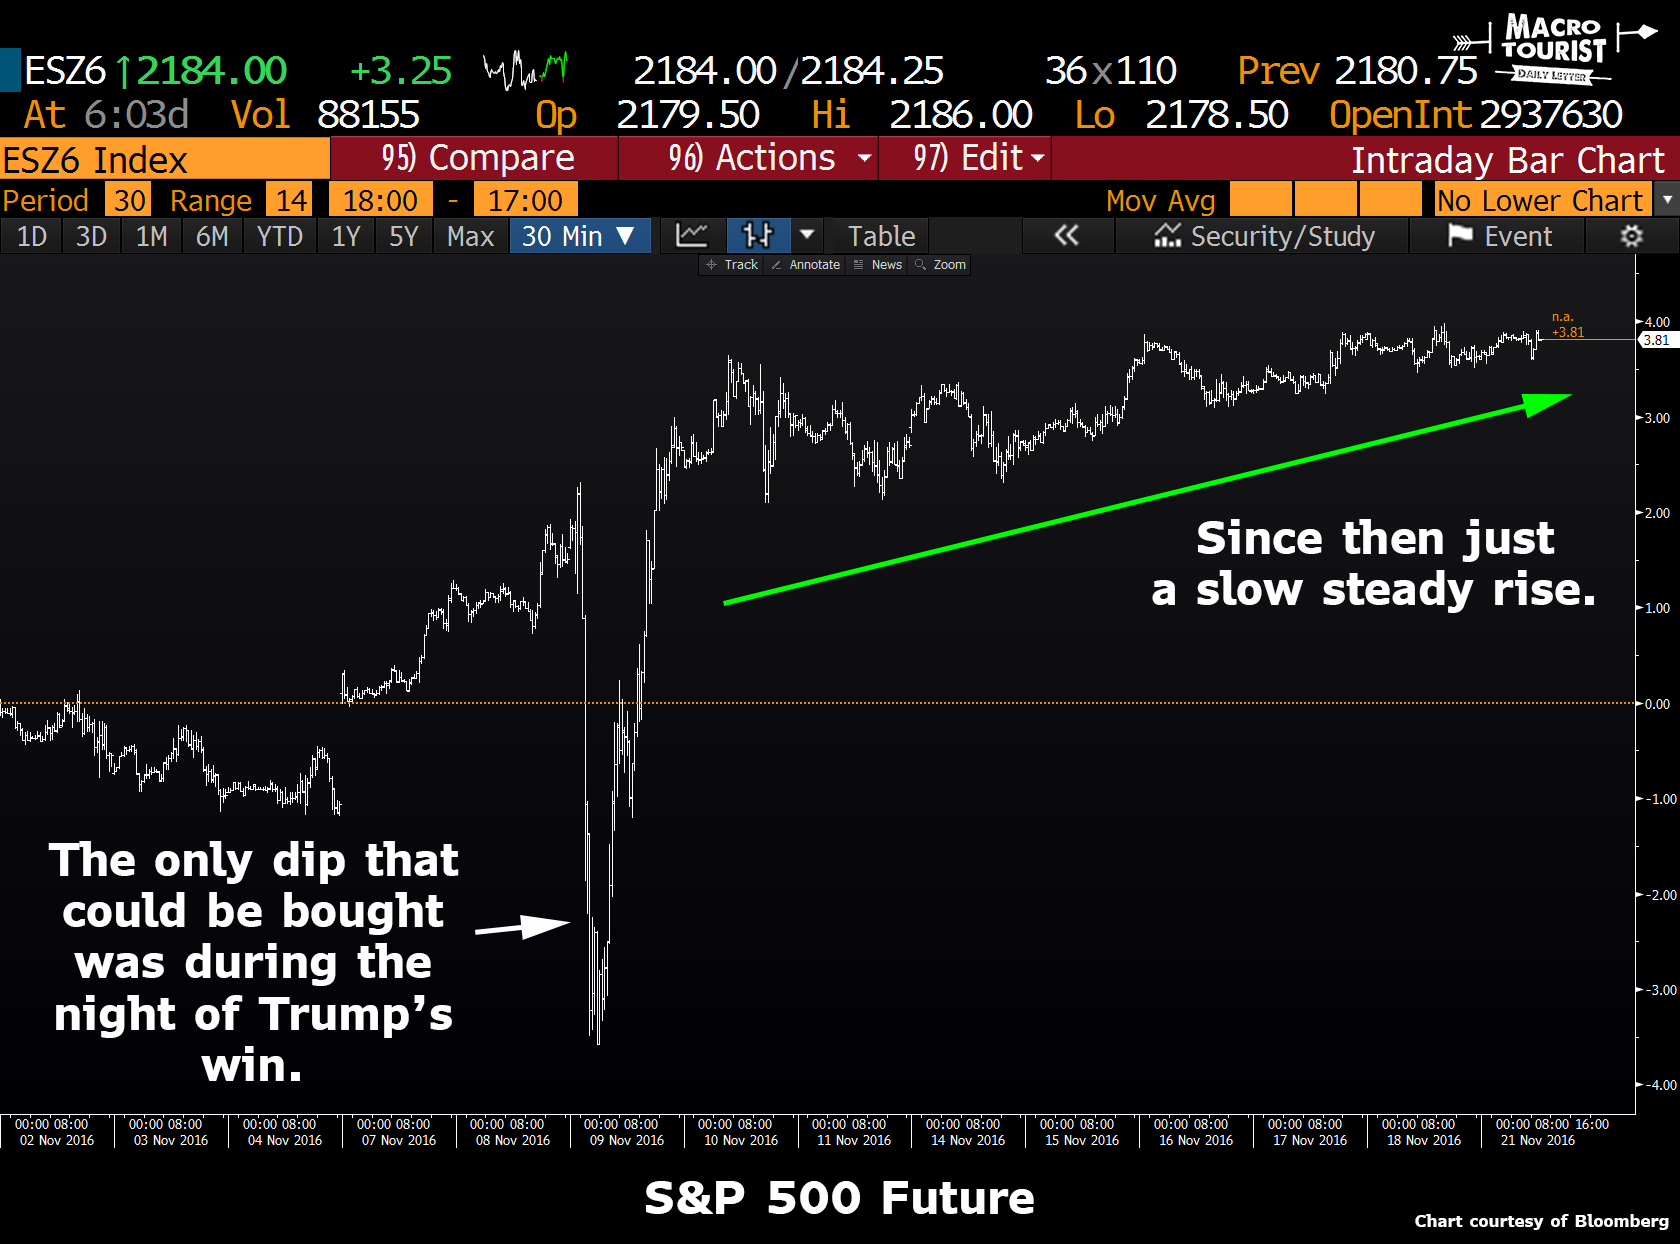 MACRO
TOURIST
DAILY LETTER
ESZ6 ↑2184.00 +3.25 2184.00/2184.25 36x110 Prev 2180.75
At 6:03d Vol 88155 Op 2179.50 Hi 2186.00 Lo 2178.50 OpenInt 2937630
ESZ6 Index 95) Compare 96) Actions 97) Edit Intraday Bar Chart
Period 30 Range 14 18:00 - 17:00 Mov Avg No Lower Chart
1D 3D 1M 6M YTD 1Y 5Y Max 30 Min ▼ Table « Security/Study Event
Track Annotate News Zoom
n.a.
+3.81
4.00
3.81
3.00
2.00
1.00
0.00
-1.00
-2.00
-3.00
-4.00
Since then just
a slow steady rise.
The only dip that
could be bought
was during the
night of Trump’s
win.
00:00 08:00 00:00 08:00 00:00 08:00 00:00 08:00 00:00 08:00 00:00 08:00 00:00 08:00 00:00 08:00 00:00 08:00 00:00 08:00 00:00 08:00 00:00 08:00 00:00 08:00 00:00 08:00 16:00
02 Nov 2016 03 Nov 2016 04 Nov 2016 07 Nov 2016 08 Nov 2016 09 Nov 2016 10 Nov 2016 11 Nov 2016 14 Nov 2016 15 Nov 2016 16 Nov 2016 17 Nov 2016 18 Nov 2016 21 Nov 2016
S&P 500 Future
Chart courtesy of Bloomberg